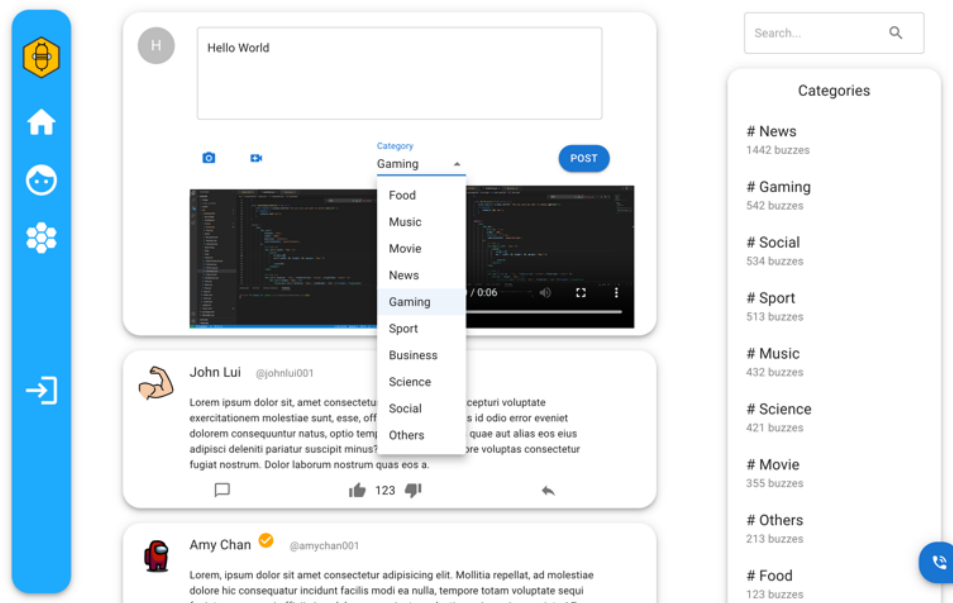 H
Hello World
Category
Gaming
POST
Food
Music
Movie
News
Gaming
Sport
Business
Science
Social
Others
/ 0:06
John Lui @johnlui001
Lorem ipsum dolor sit, amet consectetu cepturi voluptate
exercitationem molestiae sunt, esse, off s id odio error eveniet
dolorem consequuntur natus, optio temp quae aut alias eos eius
adipisci deleniti pariatur suscipit minus? ore voluptas consectetur
fugiat nostrum. Dolor laborum nostrum quas eos a.
123
Amy Chan @amychan001
Lorem, ipsum dolor sit amet consectetur adipisicing elit. Mollitia repellat, ad molestiae
dolore hic consequatur incidunt facilis modi ea nulla, tempore totam voluptate sequi
Search...
Categories
# News
1442 buzzes
# Gaming
542 buzzes
# Social
534 buzzes
# Sport
513 buzzes
# Music
432 buzzes
# Science
421 buzzes
# Movie
355 buzzes
# Others
213 buzzes
# Food
123 buzzes